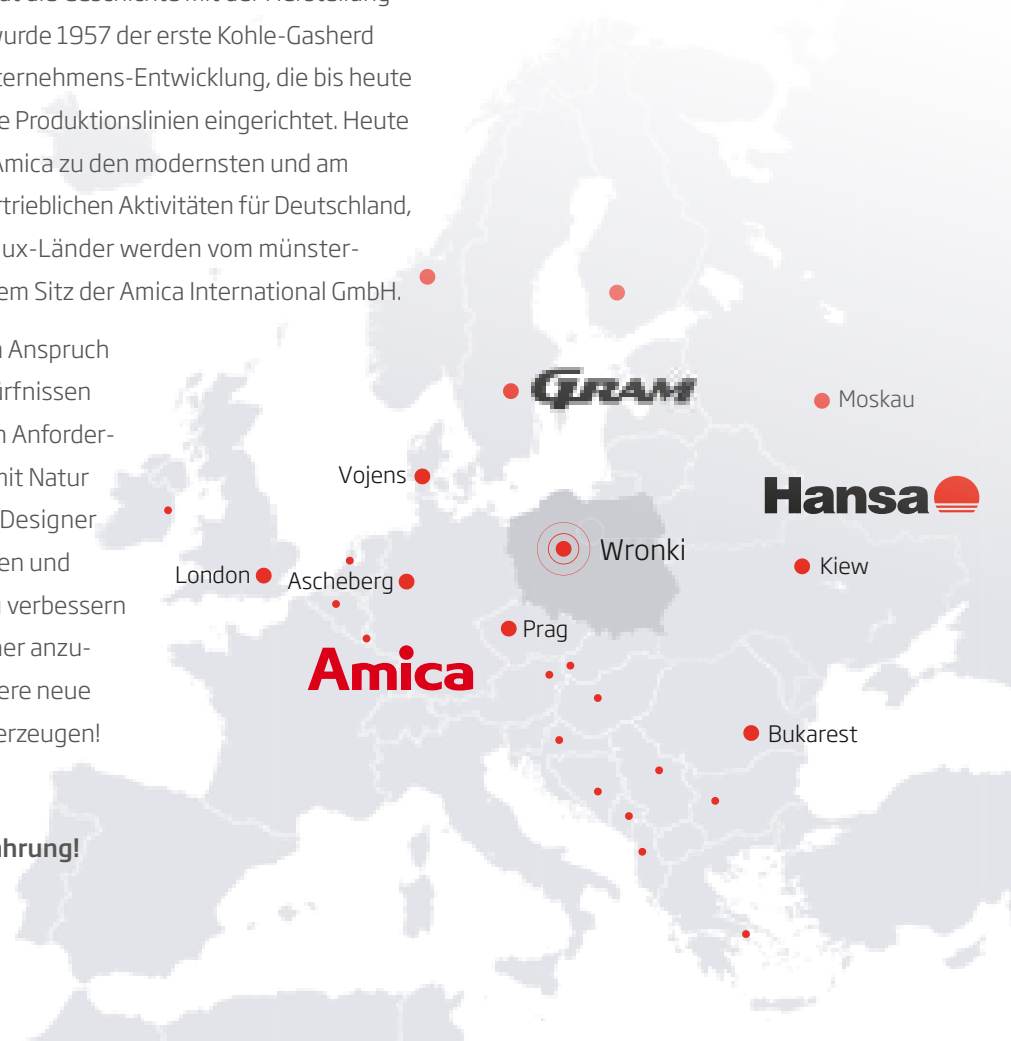 wurde 1957 der erste Kohle-Gasherd
ternehmens-Entwicklung, die bis heute
e Produktionslinien eingerichtet. Heute
Amica zu den modernsten und am
rtrieblichen Aktivitäten für Deutschland,
ux-Länder werden vom münster-
em Sitz der Amica International GmbH.
n Anspruch
ürfnissen
n Anforder-
mit Natur
Designer
en und
verbessern
ner anzu-
ere neue
erzeugen!
ahrung!
GRAM
Moskau
Vojens
Hansa
Wronki
London
Ascheberg
Kiew
Prag
Amica
Bukarest